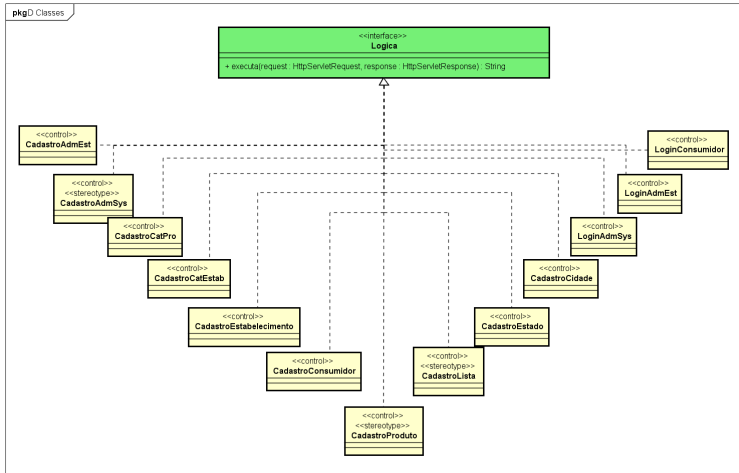 pkg D Classes
<<interface>>
Logica
+ executa(request : HttpServletRequest, response : HttpServletResponse) : String
<<control>>
CadastroAdmEst
<<control>>
LoginConsumidor
<<control>>
<<stereotype>>
CadastroAdmSys
<<control>>
LoginAdmEst
<<control>>
CadastroCatPro
<<control>>
LoginAdmSys
<<control>>
CadastroCatEstab
<<control>>
CadastroCidade
<<control>>
CadastroEstabelecimento
<<control>>
CadastroEstado
<<control>>
CadastroConsumidor
<<control>>
<<stereotype>>
CadastroLista
<<control>>
<<stereotype>>
CadastroProduto